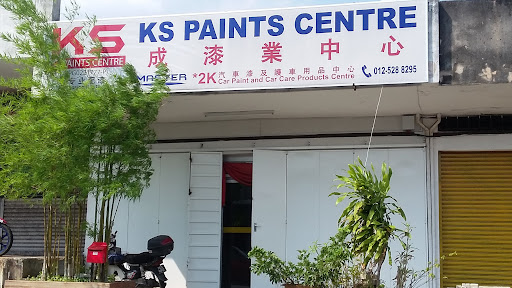 KS
PAINTS CENTRE
KS PAINTS CENTRE
成漆業中心
MASTER
*2K
汽車漆及護車用品中心
Car Paint and Car Care Products Centre
012-528 8295